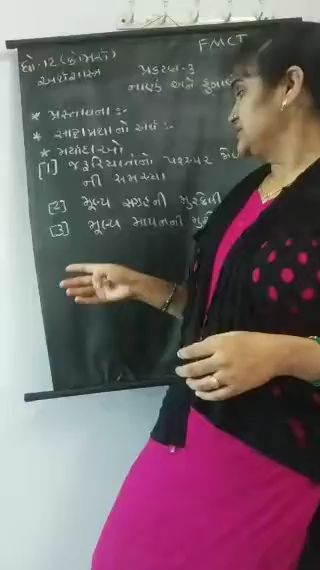 ધો-12 (કોમર્સ)
FMCT
અર્થશાસ્ત્ર
પ્રકરણ-3
નાણું અને ફુગાવો
* પ્રસ્તાવના :-
* સાટાપ્રથાનો અર્થ :-
* મર્યાદાઓ
[1] જરૂરિયાતોનો પરસ્પર
ની સમસ્યા
[2] મૂલ્ય સંગ્રહની મુશ્કેલી
[3] મૂલ્ય માપનની